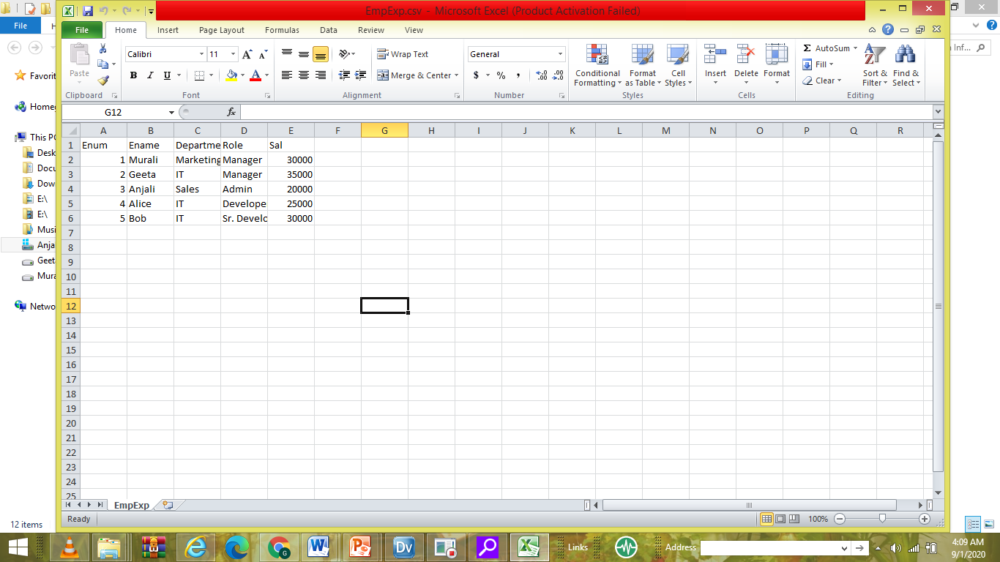 EmpExp.csv - Microsoft Excel (Product Activation Failed)
File
File Home Insert Page Layout Formulas Data Review View
Paste
Calibri 11
B I U A
Wrap Text
Merge & Center
General
$ % ,
Conditional Formatting
Format as Table
Cell Styles
Insert Delete Format
Σ AutoSum
Fill
Clear
Sort & Filter
Find & Select
Clipboard Font Alignment Number Styles Cells Editing
G12 fx
A B C D E F G H I J K L M N O P Q R
1 Enum Ename Departme Role Sal
2 1 Murali Marketing Manager 30000
3 2 Geeta IT Manager 35000
4 3 Anjali Sales Admin 20000
5 4 Alice IT Develope 25000
6 5 Bob IT Sr. Develo 30000
7
8
9
10
11
12
13
14
15
16
17
18
19
20
21
22
23
24
25
EmpExp
Ready 100%
H
Inf...
Favorit
Homeg
This PC
Desk
Docu
Dow
E:\
E:\
Musi
Anja
Geeta
Mura
Netwo
12 items
Links Address
4:09 AM
9/1/2020